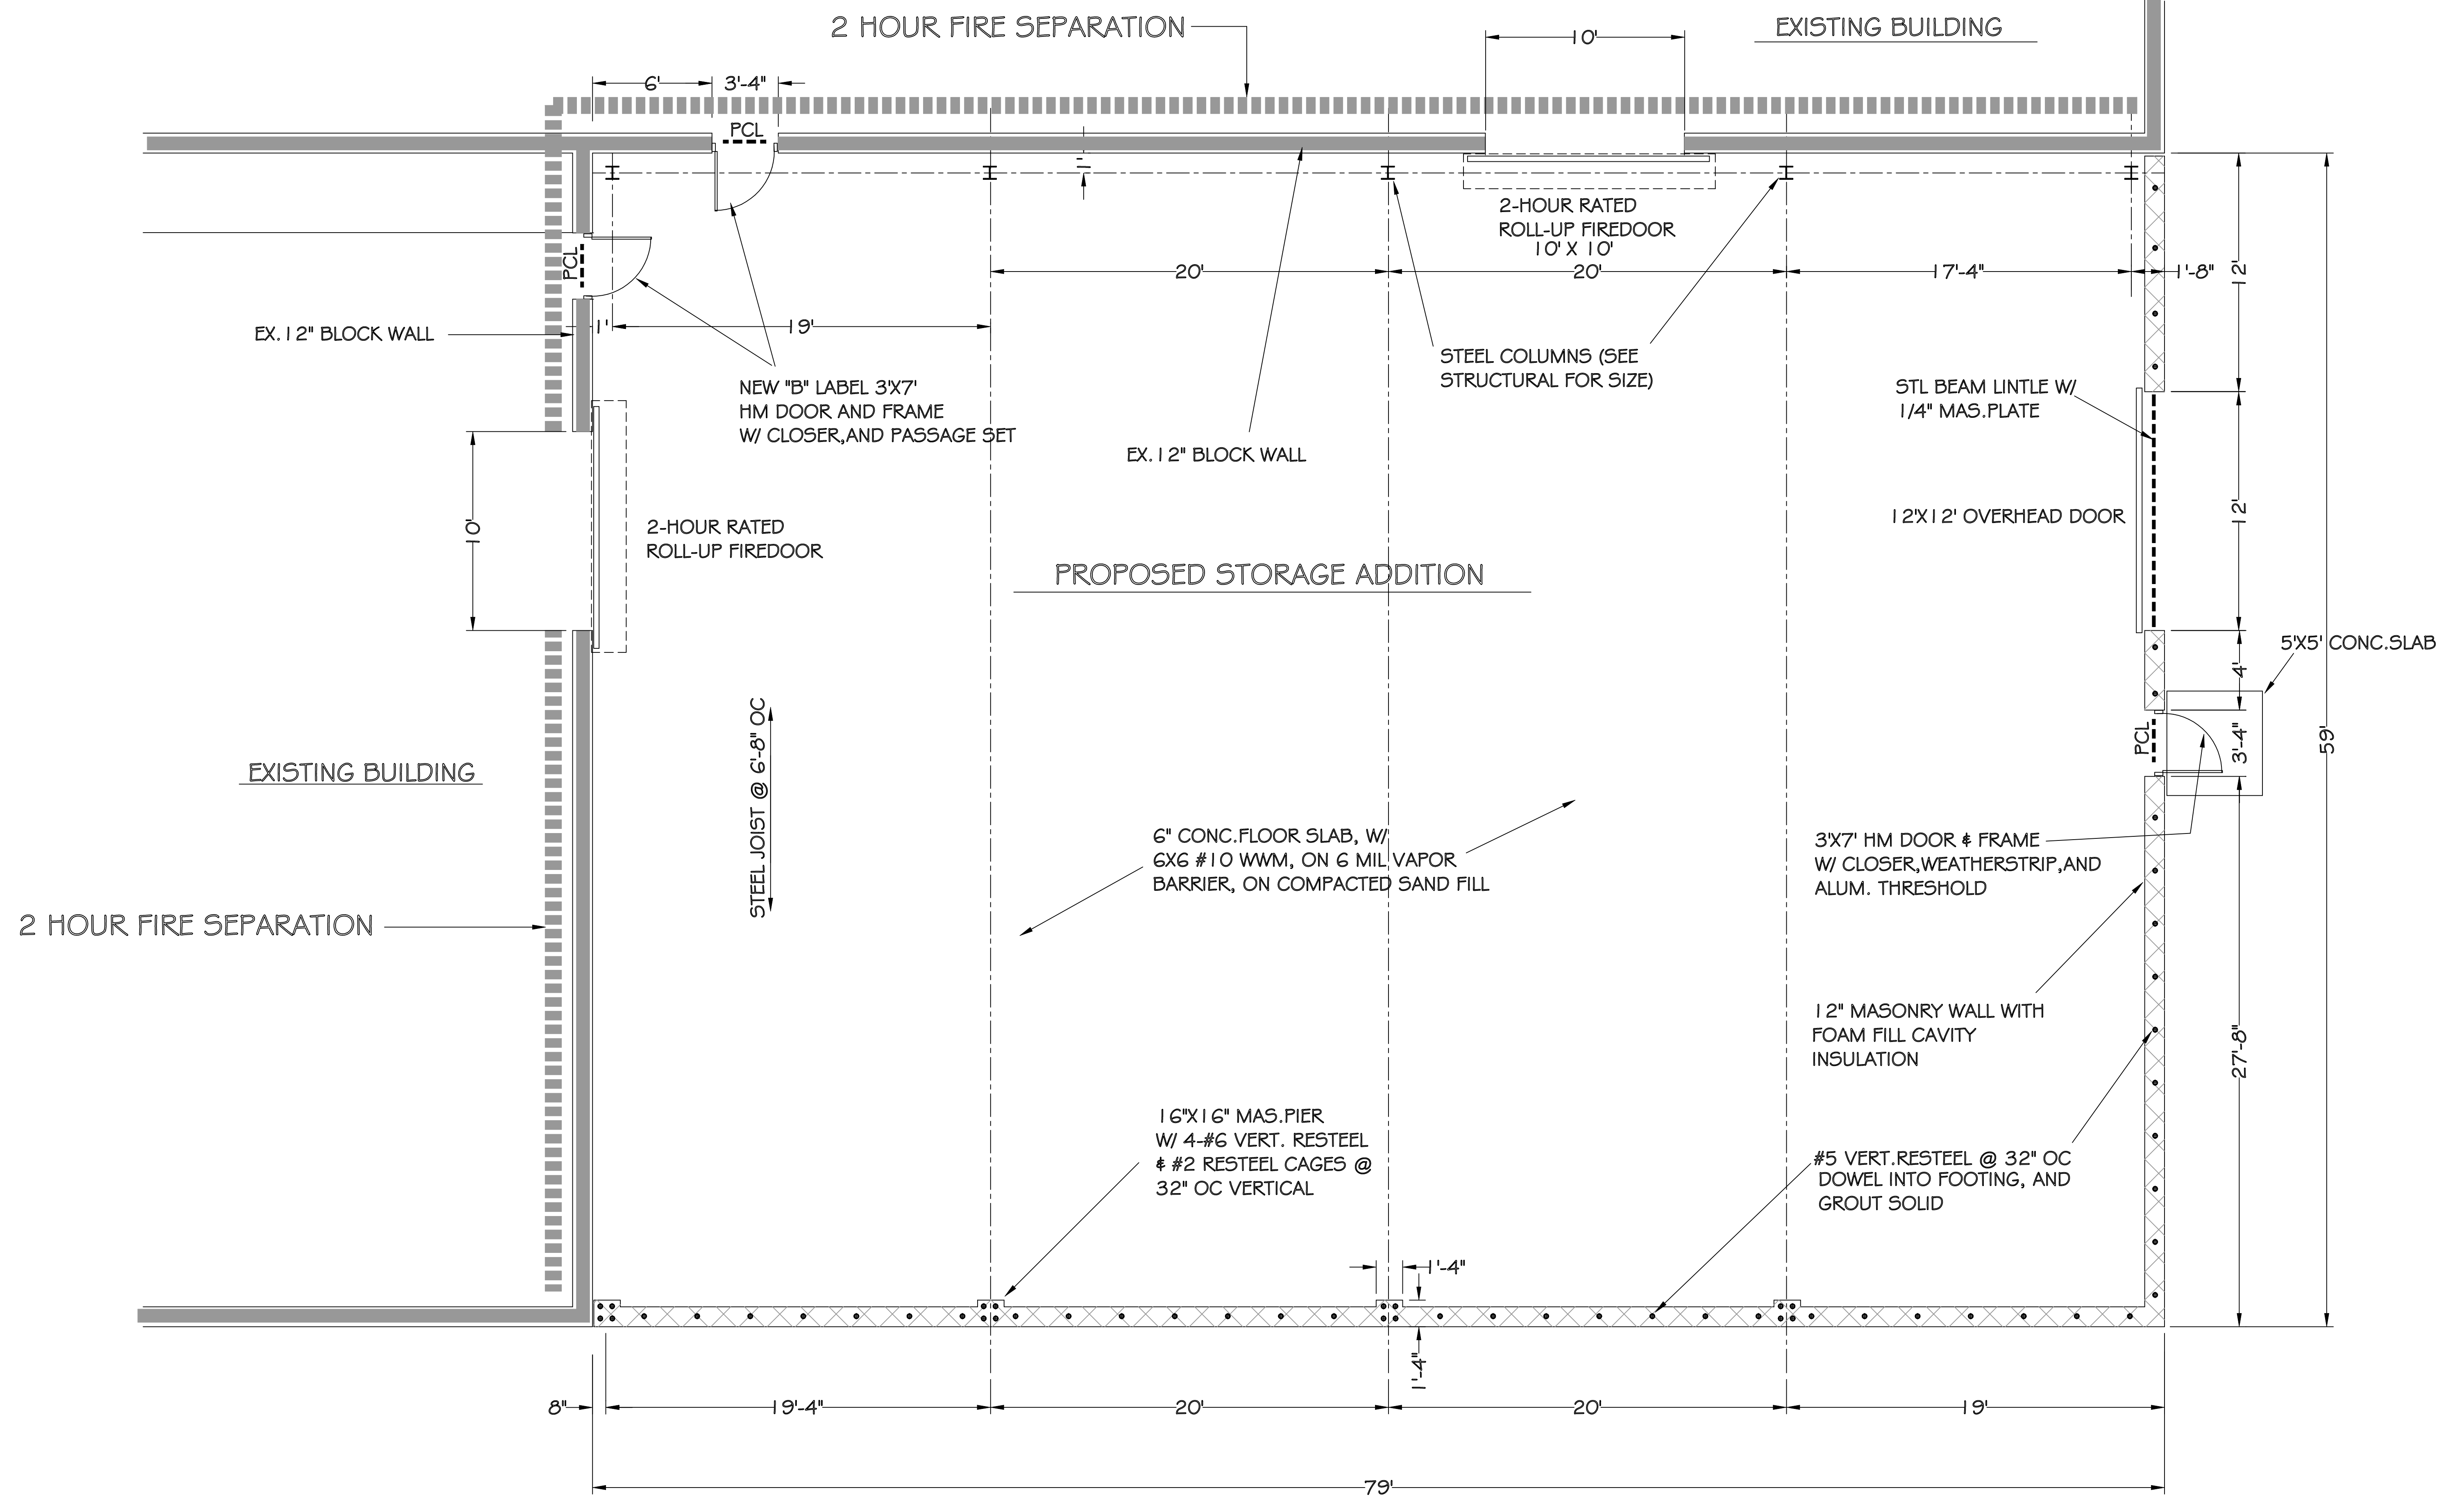 2 HOUR FIRE SEPARATION
EXISTING BUILDING
10'
6'
3'-4"
PCL
1'
2-HOUR RATED
ROLL-UP FIREDOOR
10' X 10'
PCL
20'
20'
17'-4"
1'-8"
12'
EX.12" BLOCK WALL
1'
19'
STEEL COLUMNS (SEE
STRUCTURAL FOR SIZE)
NEW "B" LABEL 3'X7'
HM DOOR AND FRAME
W/ CLOSER,AND PASSAGE SET
STL BEAM LINTLE W/
1/4" MAS.PLATE
EX.12" BLOCK WALL
10'
2-HOUR RATED
ROLL-UP FIREDOOR
12'X12' OVERHEAD DOOR
12'
PROPOSED STORAGE ADDITION
5'X5' CONC.SLAB
4'
STEEL JOIST @ 6'-8" OC
PCL
3'-4"
59'
EXISTING BUILDING
6" CONC.FLOOR SLAB, W/
6X6 #10 WWM, ON 6 MIL VAPOR
BARRIER, ON COMPACTED SAND FILL
3'X7' HM DOOR & FRAME
W/ CLOSER,WEATHERSTRIP,AND
ALUM. THRESHOLD
2 HOUR FIRE SEPARATION
12" MASONRY WALL WITH
FOAM FILL CAVITY
INSULATION
27'-8"
16"X16" MAS.PIER
W/ 4-#6 VERT. RESTEEL
& #2 RESTEEL CAGES @
32" OC VERTICAL
#5 VERT.RESTEEL @ 32" OC
DOWEL INTO FOOTING, AND
GROUT SOLID
1'-4"
1'-4"
8"
19'-4"
20'
20'
19'
79'